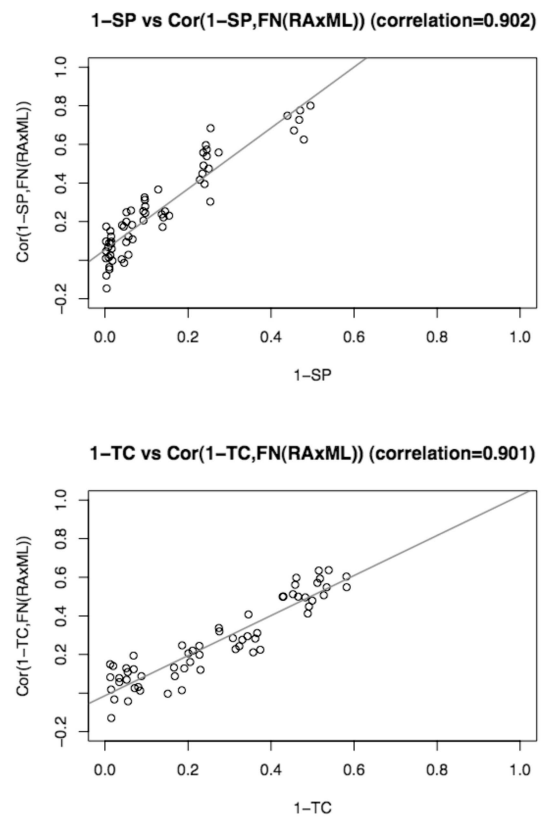 1−SP vs Cor(1−SP,FN(RAxML)) (correlation=0.902)
Cor(1−SP,FN(RAxML))
1.0
0.8
0.6
0.4
0.2
−0.2
0.0 0.2 0.4 0.6 0.8 1.0
1−SP
1−TC vs Cor(1−TC,FN(RAxML)) (correlation=0.901)
Cor(1−TC,FN(RAxML))
1.0
0.8
0.6
0.4
0.2
−0.2
0.0 0.2 0.4 0.6 0.8 1.0
1−TC